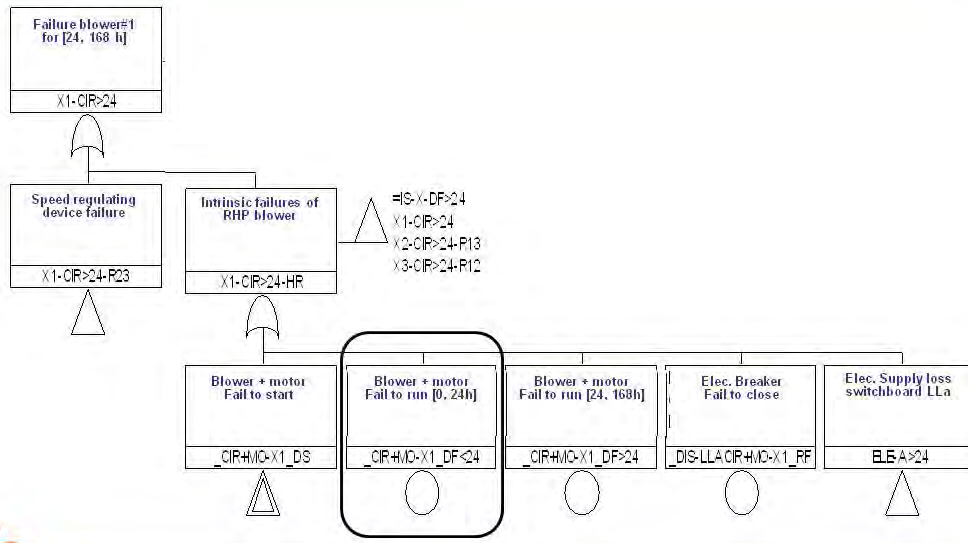 Failure blower#1
for [24, 168 h]
X1-CIR>24
Speed regulating
device failure
X1-CIR>24-R23
Intrinsic failures of
RHP blower
X1-CIR>24-HR
=IS-X-DF>24
X1-CIR>24
X2-CIR>24-R13
X3-CIR>24-R12
Blower + motor
Fail to start
_CIR+MO-X1_DS
Blower + motor
Fail to run [0, 24h]
_CIR+MO-X1_DF<24
Blower + motor
Fail to run [24, 168h]
_CIR+MO-X1_DF>24
Elec. Breaker
Fail to close
_DIS-LLACIR+MO-X1_RF
Elec. Supply loss
switchboard LLa
ELE-A>24